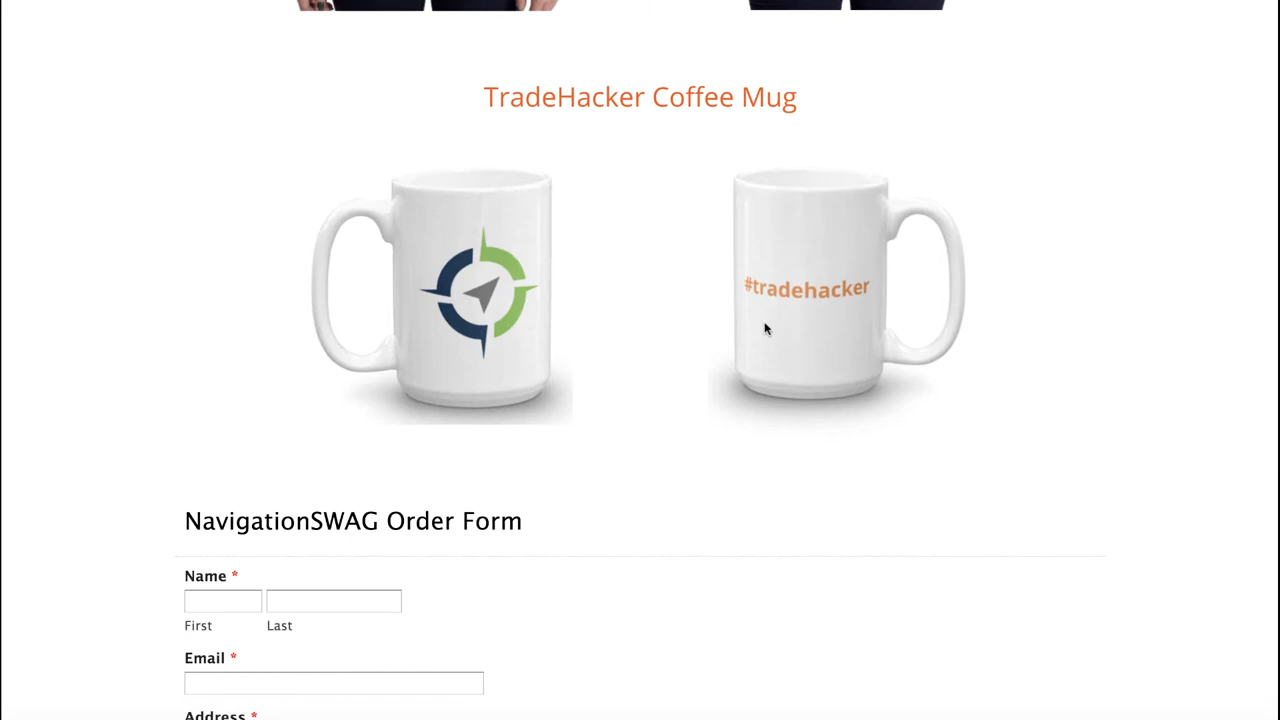 TradeHacker Coffee Mug
#tradehacker
NavigationSWAG Order Form
Name *
First Last
Email *
Address *